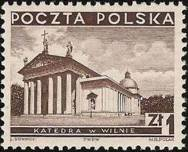 POCZTA POLSKA
ZŁ 1
KATEDRA W WILNIE